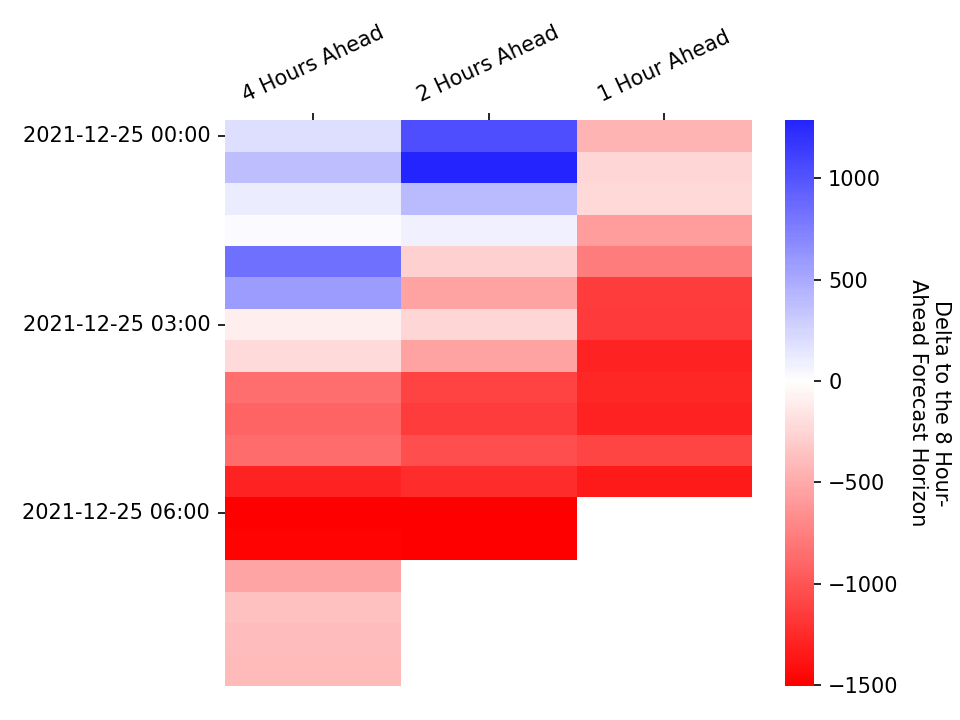 4 Hours Ahead
2 Hours Ahead
1 Hour Ahead
2021-12-25 00:00
2021-12-25 03:00
2021-12-25 06:00
1000
500
0
−500
−1000
−1500
Delta to the 8 Hour-
Ahead Forecast Horizon